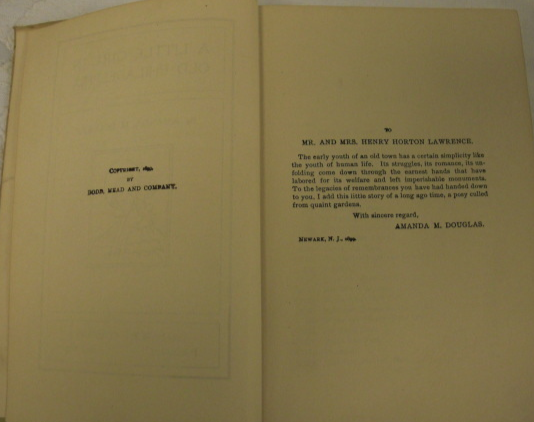 COPYRIGHT, 1899,
BY
DODD, MEAD AND COMPANY.
TO
MR. AND MRS. HENRY HORTON LAWRENCE.
The early youth of an old town has a certain simplicity like
the youth of human life. Its struggles, its romance, its un-
folding come down through the earnest hands that have
labored for its welfare and left imperishable monuments.
To the legacies of remembrances you have had handed down
to you, I add this little story of a long ago time, a posy culled
from quaint gardens.
With sincere regard,
AMANDA M. DOUGLAS.
NEWARK, N. J., 1899.